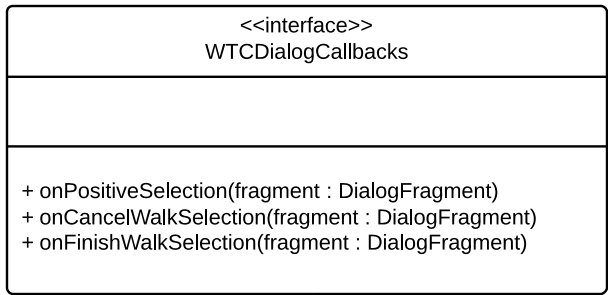 <<interface>>
WTCDialogCallbacks
+ onPositiveSelection(fragment : DialogFragment)
+ onCancelWalkSelection(fragment : DialogFragment)
+ onFinishWalkSelection(fragment : DialogFragment)